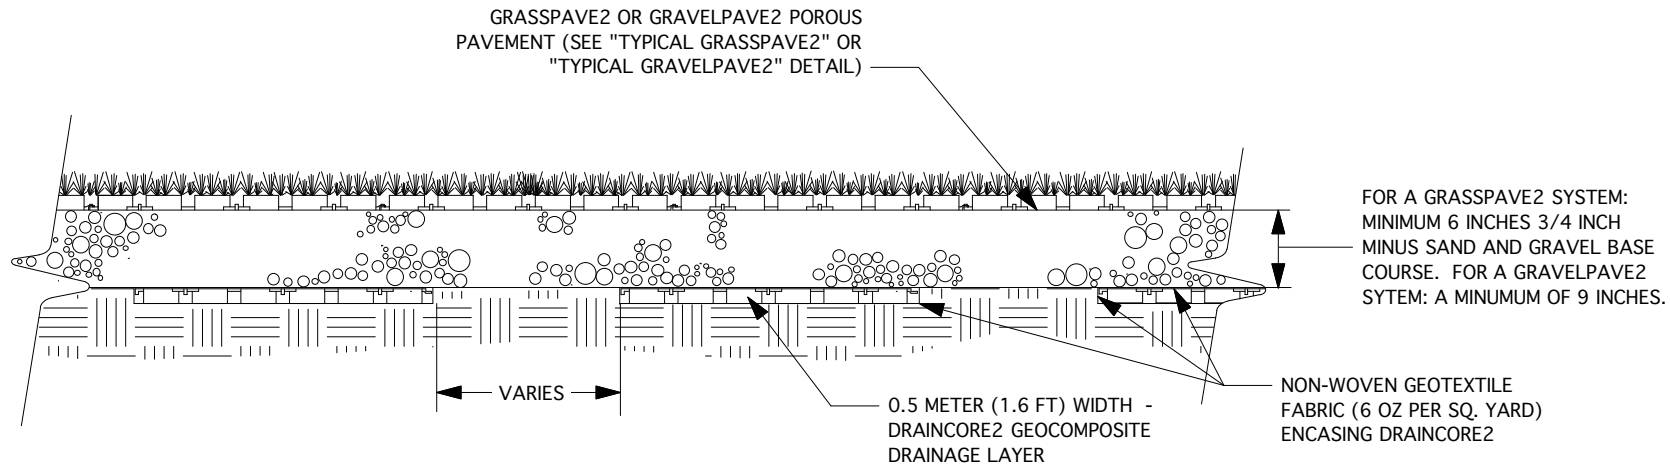 GRASSPAVE2 OR GRAVELPAVE2 POROUS
PAVEMENT (SEE "TYPICAL GRASSPAVE2" OR
"TYPICAL GRAVELPAVE2" DETAIL)
FOR A GRASSPAVE2 SYSTEM:
MINIMUM 6 INCHES 3/4 INCH
MINUS SAND AND GRAVEL BASE
COURSE. FOR A GRAVELPAVE2
SYTEM: A MINUMUM OF 9 INCHES.
VARIES
0.5 METER (1.6 FT) WIDTH -
DRAINCORE2 GEOCOMPOSITE
DRAINAGE LAYER
NON-WOVEN GEOTEXTILE
FABRIC (6 OZ PER SQ. YARD)
ENCASING DRAINCORE2